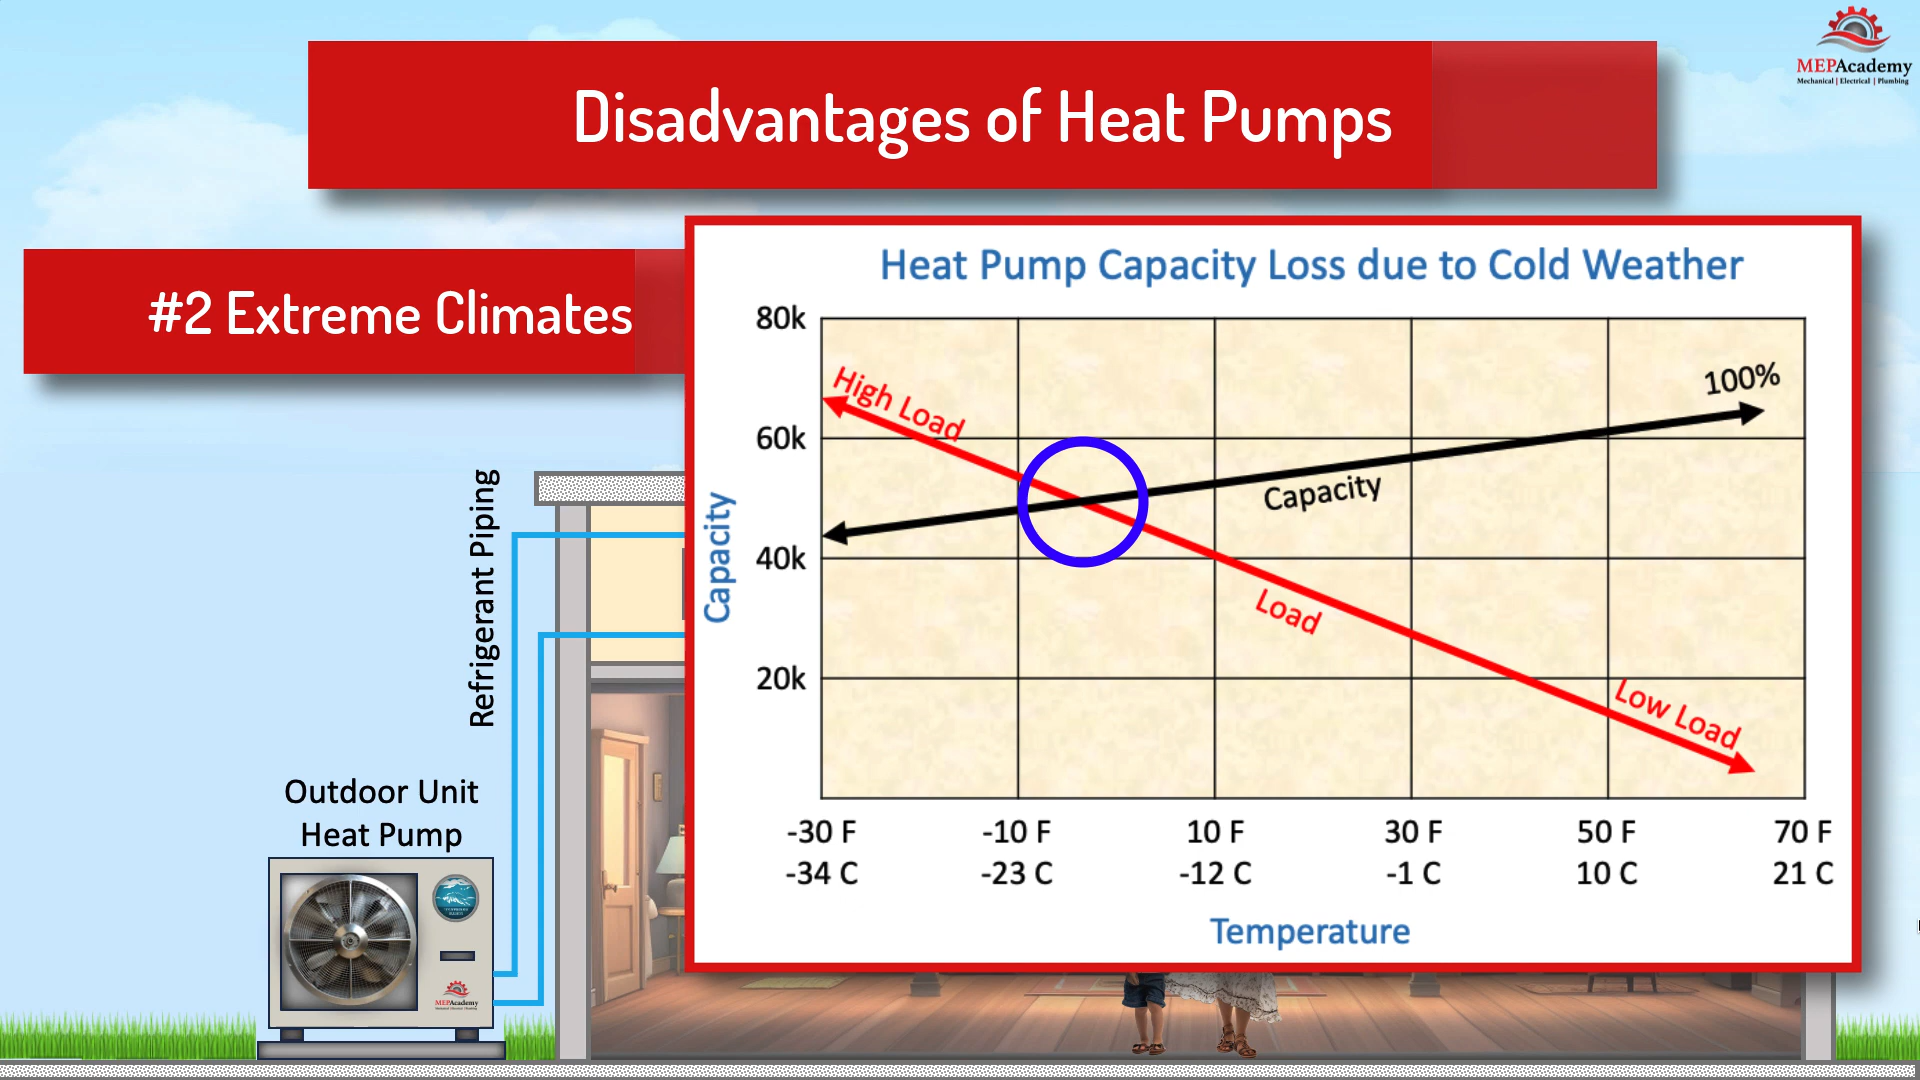 MEPAcademy
Mechanical | Electrical | Plumbing
Disadvantages of Heat Pumps
#2 Extreme Climates
Heat Pump Capacity Loss due to Cold Weather
80k
60k
40k
20k
Capacity
High Load
100%
Capacity
Load
Low Load
-30 F
-10 F
10 F
30 F
50 F
70 F
-34 C
-23 C
-12 C
-1 C
10 C
21 C
Temperature
Refrigerant Piping
Outdoor Unit
Heat Pump
MEPAcademy